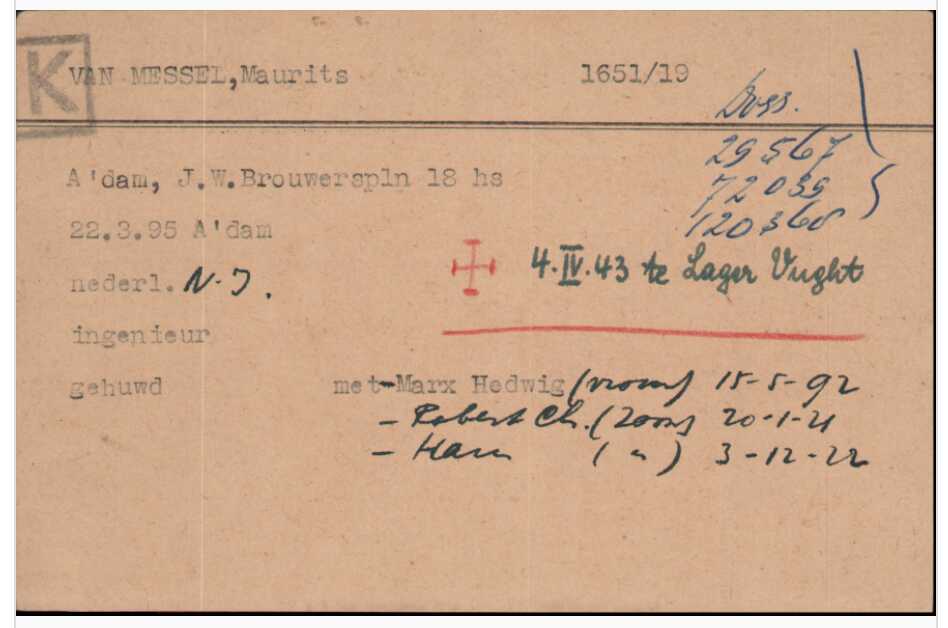 K
VAN MESSEL,Maurits 1651/19
Doss.
29567
A'dam, J.W.Brouwerspln 18 hs 72035
120360
22.3.95 A'dam
4.IV.43 te Lager Vught
nederl. N.I.
ingenieur
gehuwd met-Marx Hedwig (vrouw) 15-5-92
- Robert Ch. (Zoon) 20-1-21
- Hans ( " ) 3-12-22